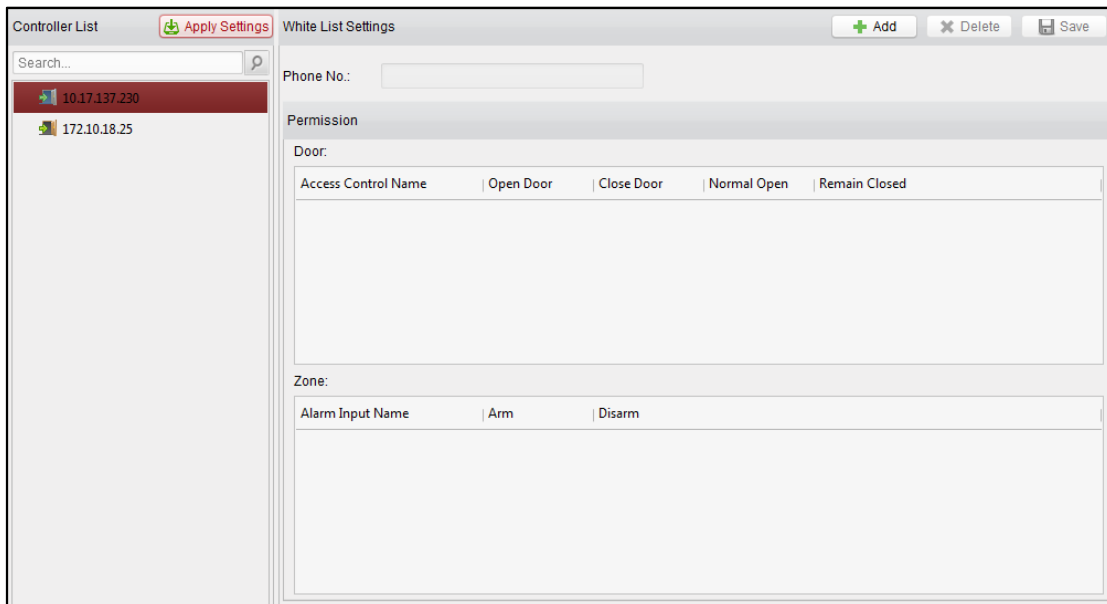 Controller List Apply Settings White List Settings Add Delete Save
Search...
Phone No.:
10.17.137.230
Permission
172.10.18.25
Door:
Access Control Name Open Door Close Door Normal Open Remain Closed
Zone:
Alarm Input Name Arm Disarm